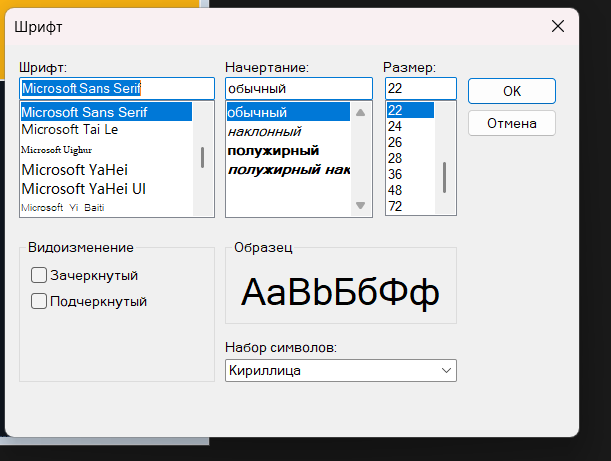 Шрифт
Шрифт:
Начертание:
Размер:
Microsoft Sans Serif
обычный
22
OK
Microsoft Sans Serif
Microsoft Tai Le
Microsoft Uighur
Microsoft YaHei
Microsoft YaHei UI
Microsoft Yi Baiti
обычный
наклонный
полужирный
полужирный нак
22
24
26
28
36
48
72
Отмена
Видоизменение
Зачеркнутый
Подчеркнутый
Образец
АаBbБбФф
Набор символов:
Кириллица